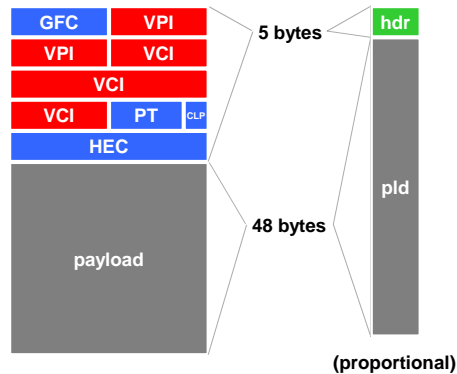 GFC VPI 5 bytes hdr
VPI VCI
VCI
VCI PT CLP
HEC
pld
48 bytes
payload
(proportional)